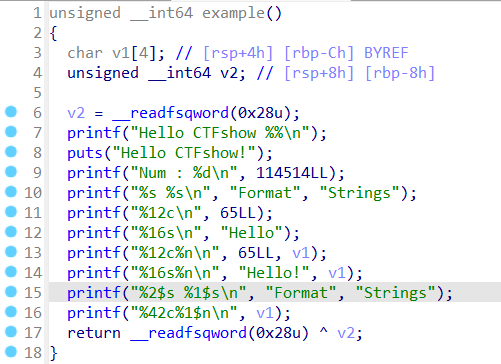 1 unsigned __int64 example()
2 {
3   char v1[4]; // [rsp+4h] [rbp-Ch] BYREF
4   unsigned __int64 v2; // [rsp+8h] [rbp-8h]
5
6   v2 = __readfsqword(0x28u);
7   printf("Hello CTFshow %%\n");
8   puts("Hello CTFshow!");
9   printf("Num : %d\n", 114514LL);
10   printf("%s %s\n", "Format", "Strings");
11   printf("%12c\n", 65LL);
12   printf("%16s\n", "Hello");
13   printf("%12c%n\n", 65LL, v1);
14   printf("%16s%n\n", "Hello!", v1);
15   printf("%2$s %1$s\n", "Format", "Strings");
16   printf("%42c%1$n\n", v1);
17   return __readfsqword(0x28u) ^ v2;
18 }